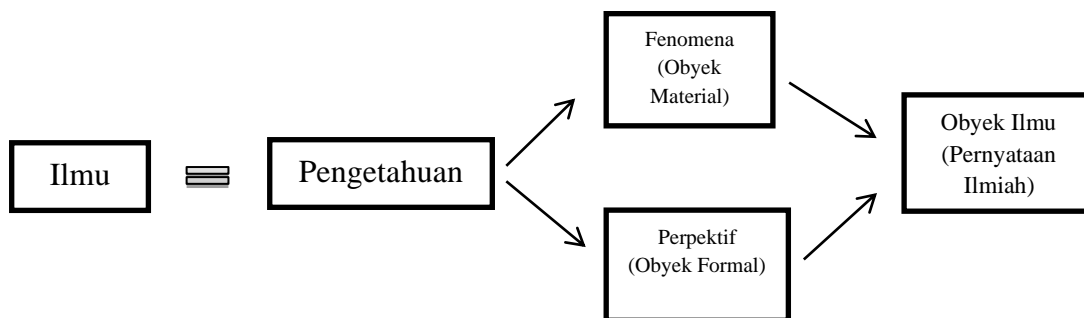 Ilmu
Pengetahuan
Fenomena
(Obyek
Material)
Perpektif
(Obyek Formal)
Obyek Ilmu
(Pernyataan
Ilmiah)